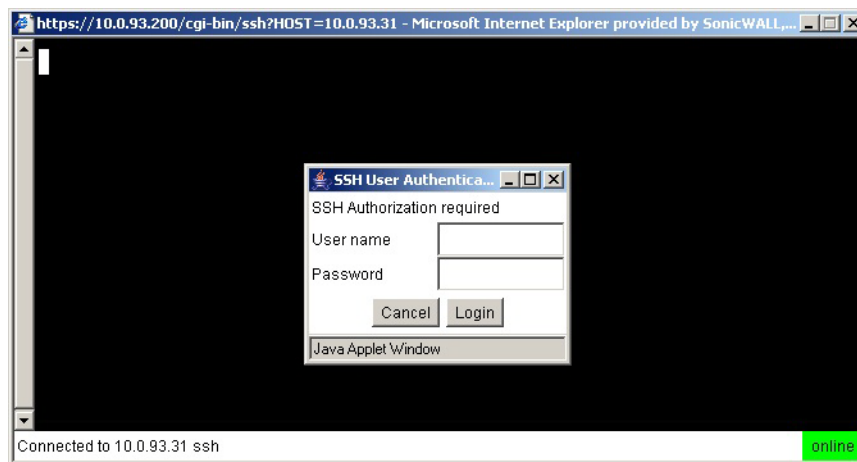 https://10.0.93.200/cgi-bin/ssh?HOST=10.0.93.31 - Microsoft Internet Explorer provided by SonicWALL,...
SSH User Authentica...
SSH Authorization required
User name
Password
Cancel Login
Java Applet Window
Connected to 10.0.93.31 ssh online